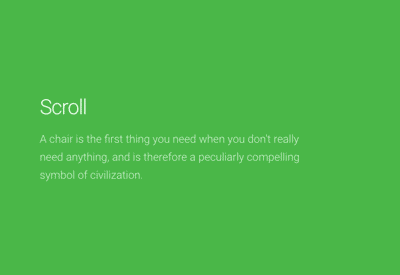 Scroll
A chair is the first thing you need when you don't really
need anything, and is therefore a peculiarly compelling
symbol of civilization.